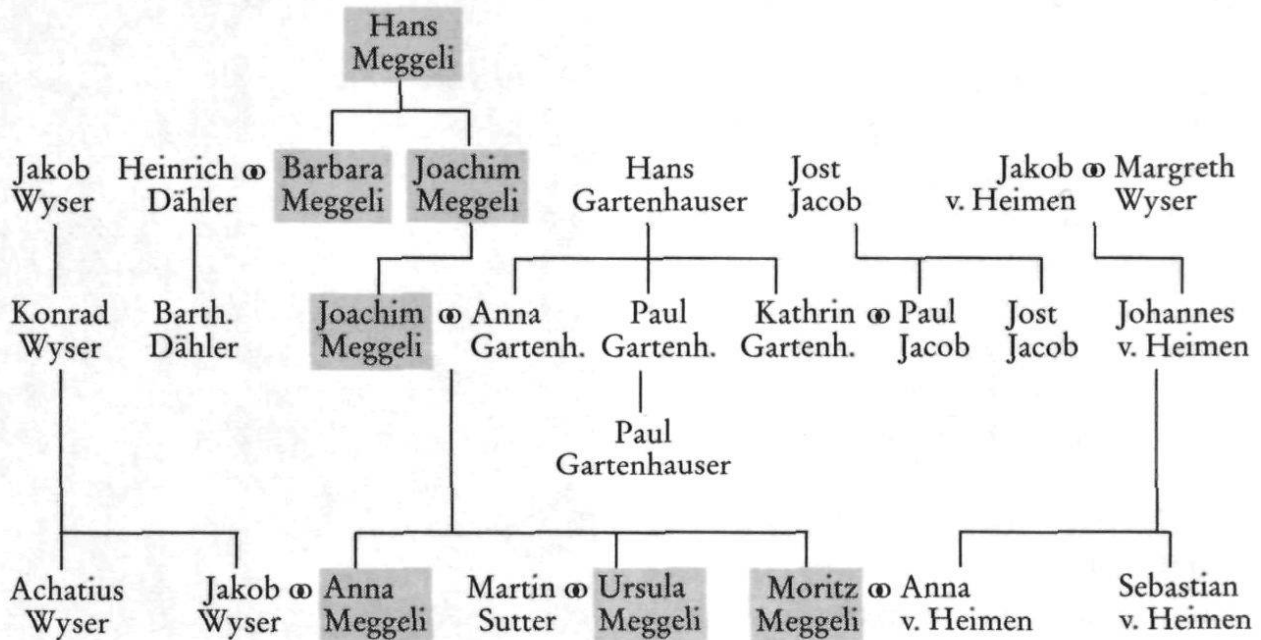 Hans
Meggeli
Jakob Heinrich ⚭ Barbara Joachim Hans Jost Jakob ⚭ Margreth
Wyser Dähler Meggeli Meggeli Gartenhauser Jacob v. Heimen Wyser
Konrad Barth. Joachim ⚭ Anna Paul Kathrin ⚭ Paul Jost Johannes
Wyser Dähler Meggeli Gartenh. Gartenh. Gartenh. Jacob Jacob v. Heimen
Paul
Gartenhauser
Achatius Jakob ⚭ Anna Martin ⚭ Ursula Moritz ⚭ Anna Sebastian
Wyser Wyser Meggeli Sutter Meggeli Meggeli v. Heimen v. Heimen